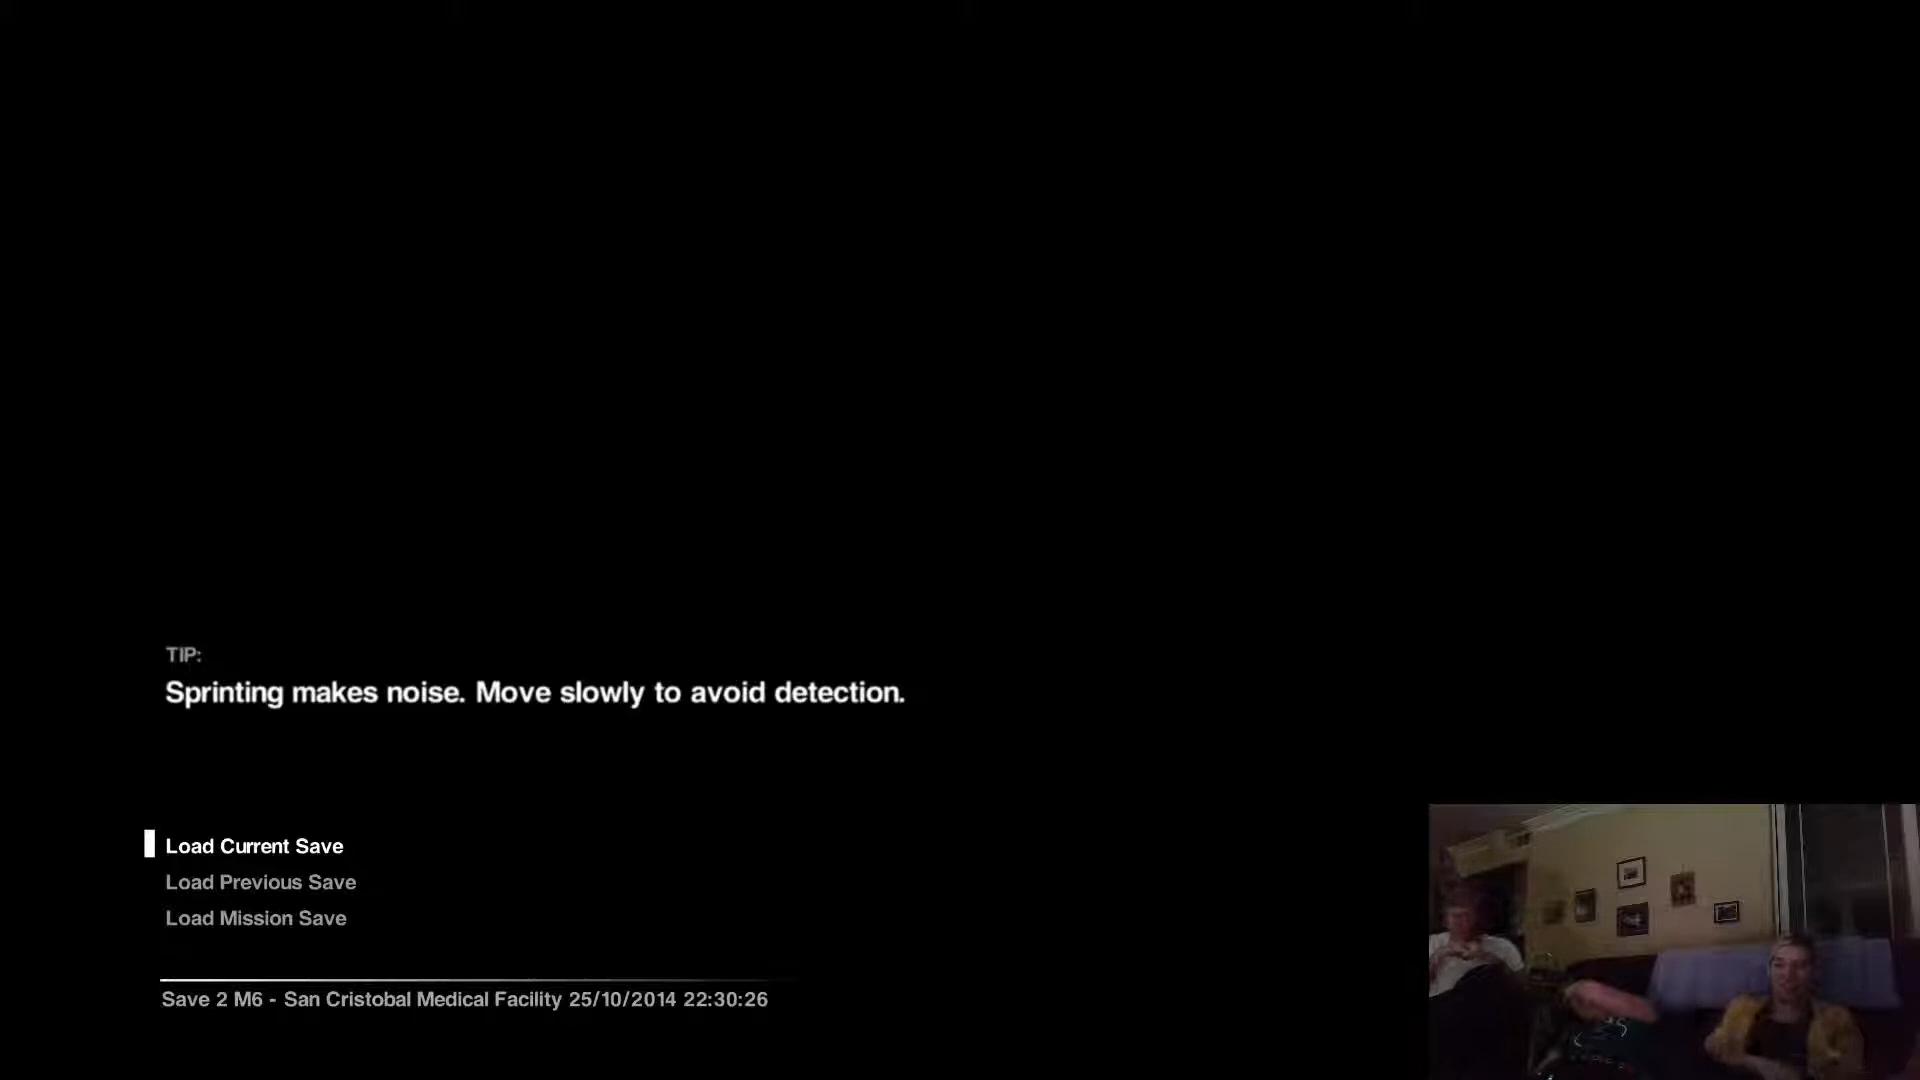 TIP:
Sprinting makes noise. Move slowly to avoid detection.
Load Current Save
Load Previous Save
Load Mission Save
Save 2 M6 - San Cristobal Medical Facility 25/10/2014 22:30:26